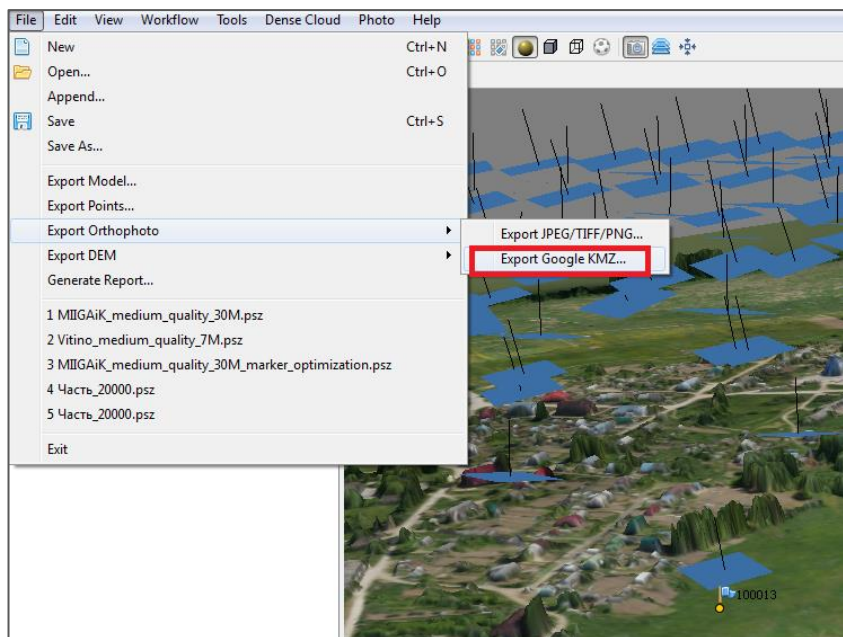 File Edit View Workflow Tools Dense Cloud Photo Help
New Ctrl+N
Open... Ctrl+O
Append...
Save Ctrl+S
Save As...
Export Model...
Export Points...
Export Orthophoto
Export JPEG/TIFF/PNG...
Export Google KMZ...
Export DEM
Generate Report...
1 MIIGAiK_medium_quality_30M.psz
2 Vitino_medium_quality_7M.psz
3 MIIGAiK_medium_quality_30M_marker_optimization.psz
4 Часть_20000.psz
5 Часть_20000.psz
Exit
100013